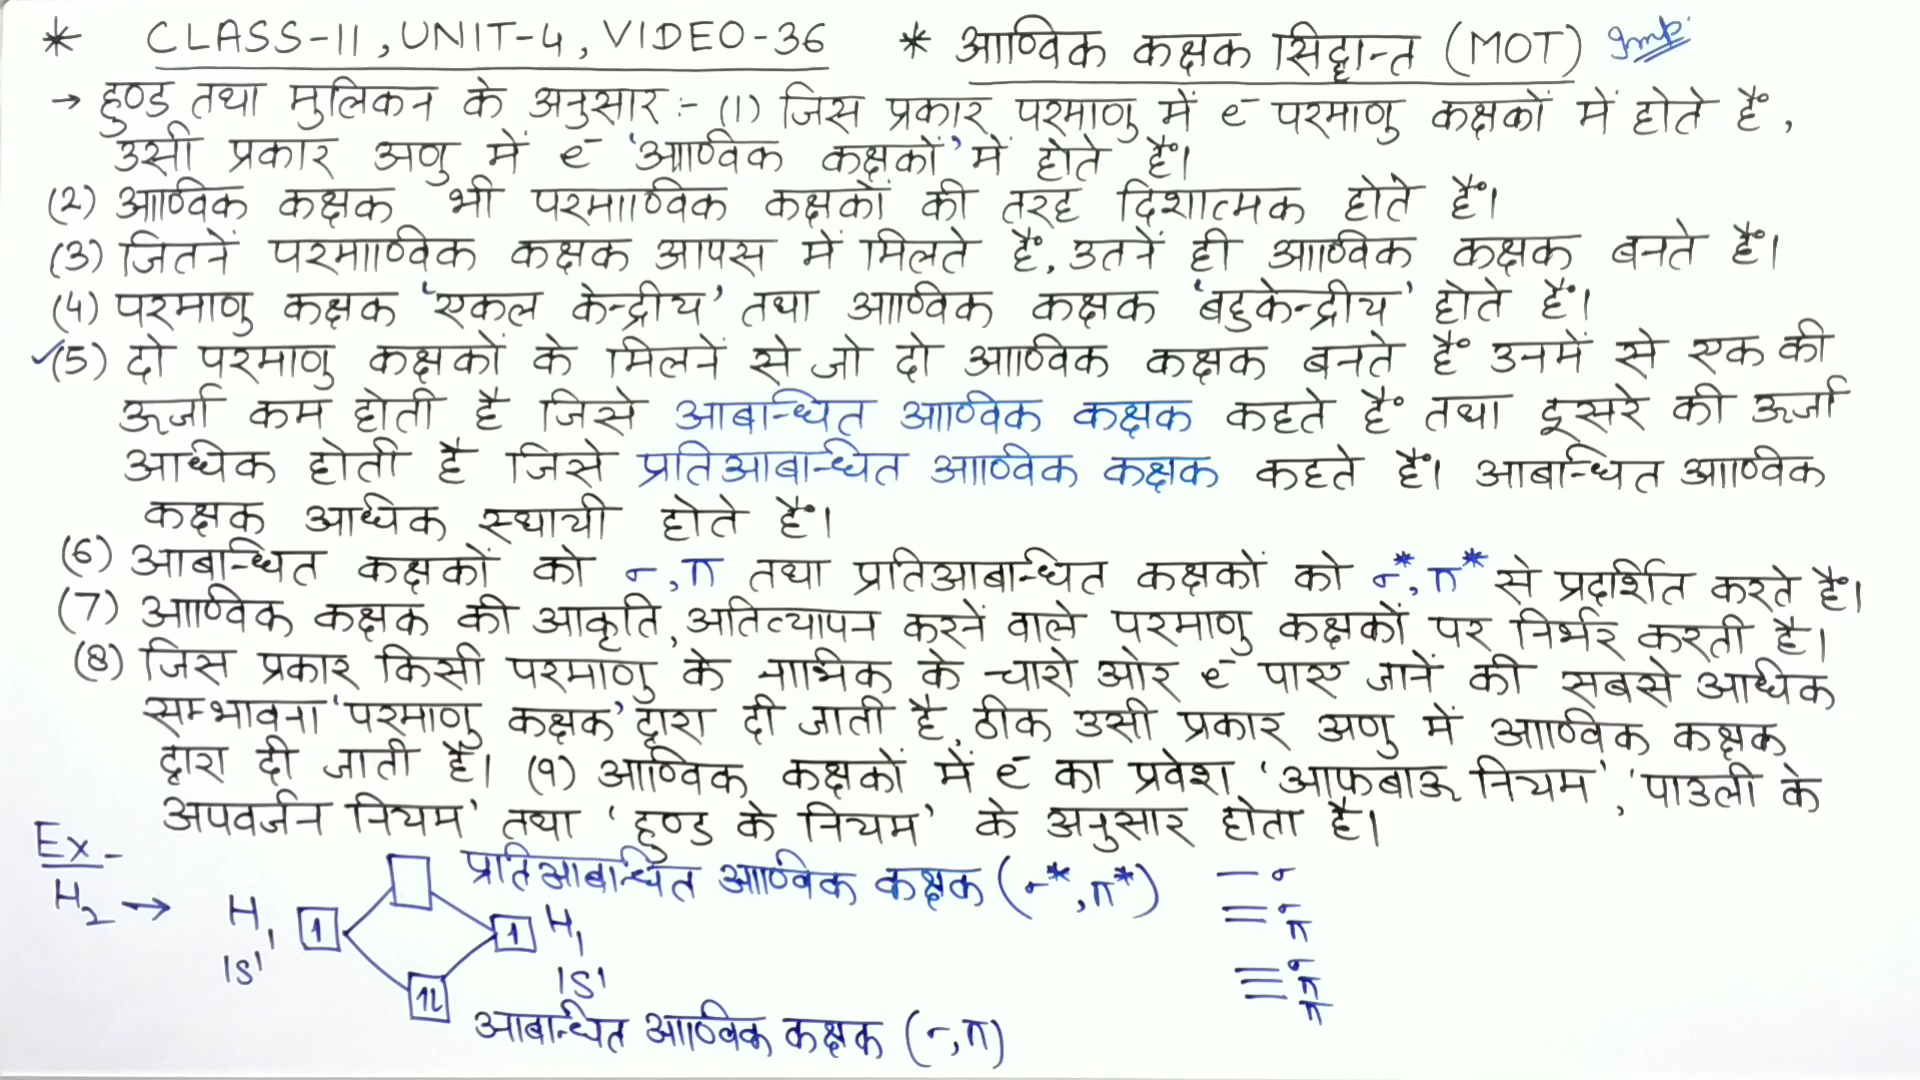 * CLASS-11, UNIT-4, VIDEO-36 * आण्विक कक्षक सिद्दान्त (MOT) Imp.
→ हुण्ड तथा मुलिकन के अनुसार :- (1) जिस प्रकार परमाणु में e⁻ परमाणु कक्षकों में होते हैं,
उसी प्रकार अणु में e⁻ 'आण्विक कक्षकों' में होते हैं।
(2) आण्विक कक्षक भी परमाण्विक कक्षकों की तरह दिशात्मक होते हैं।
(3) जितनें परमाण्विक कक्षक आपस में मिलते हैं, उतनें ही आण्विक कक्षक बनते हैं।
(4) परमाणु कक्षक 'एकल केन्द्रीय' तथा आण्विक कक्षक 'बहुकेन्द्रीय' होते हैं।
✓(5) दो परमाणु कक्षकों के मिलनें से जो दो आण्विक कक्षक बनते हैं उनमें से एक की
ऊर्जा कम होती है जिसे आबन्धित आण्विक कक्षक कहते हैं तथा दूसरे की ऊर्जा
अधिक होती है जिसे प्रतिआबन्धित आण्विक कक्षक कहते हैं। आबन्धित आण्विक
कक्षक अधिक स्थायी होते हैं।
(6) आबन्धित कक्षकों को σ, π तथा प्रतिआबन्धित कक्षकों को σ*, π* से प्रदर्शित करते हैं।
(7) आण्विक कक्षक की आकृति, अतिव्यापन करनें वाले परमाणु कक्षकों पर निर्भर करती है।
(8) जिस प्रकार किसी परमाणु के नाभिक के चारो ओर e⁻ पाए जानें की सबसे अधिक
सम्भावना 'परमाणु कक्षक' द्वारा दी जाती है, ठीक उसी प्रकार अणु में आण्विक कक्षक
द्वारा दी जाती है। (9) आण्विक कक्षकों में e⁻ का प्रवेश 'आफबाऊ नियम', 'पाउली के
अपवर्जन नियम' तथा 'हुण्ड के नियम' के अनुसार होता है।
Ex-
प्रतिआबन्धित आण्विक कक्षक (σ*, π*)
H₂ → H₁ 1 1 H₁
1s¹ 1s¹
1L
आबन्धित आण्विक कक्षक (σ, π)
— σ
= σ
π
≡ σ
π
π